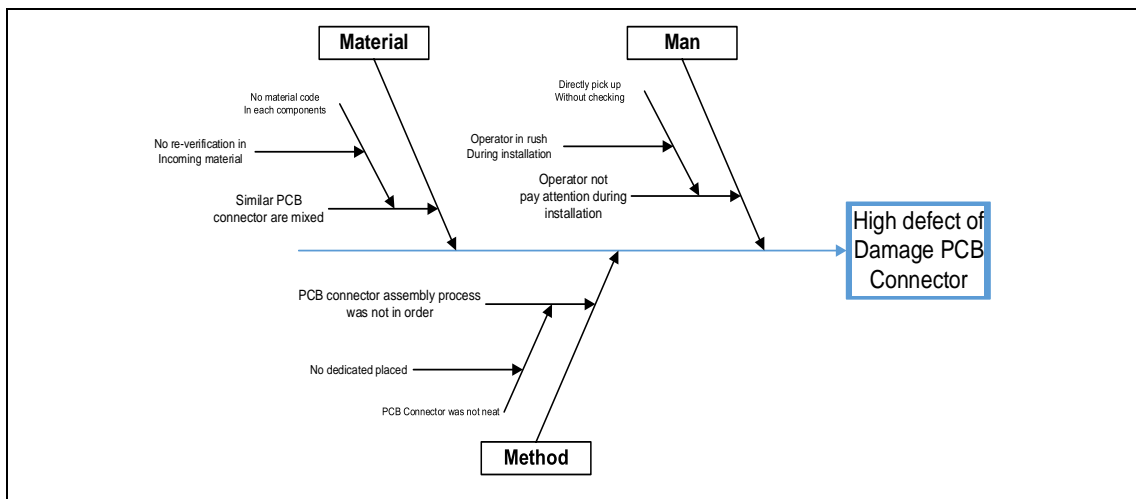 Material
Man
No material code
In each components
Directly pick up
Without checking
No re-verification in
Incoming material
Operator in rush
During installation
Similar PCB
connector are mixed
Operator not
pay attention during
installation
High defect of
Damage PCB
Connector
PCB connector assembly process
was not in order
No dedicated placed
PCB Connector was not neat
Method